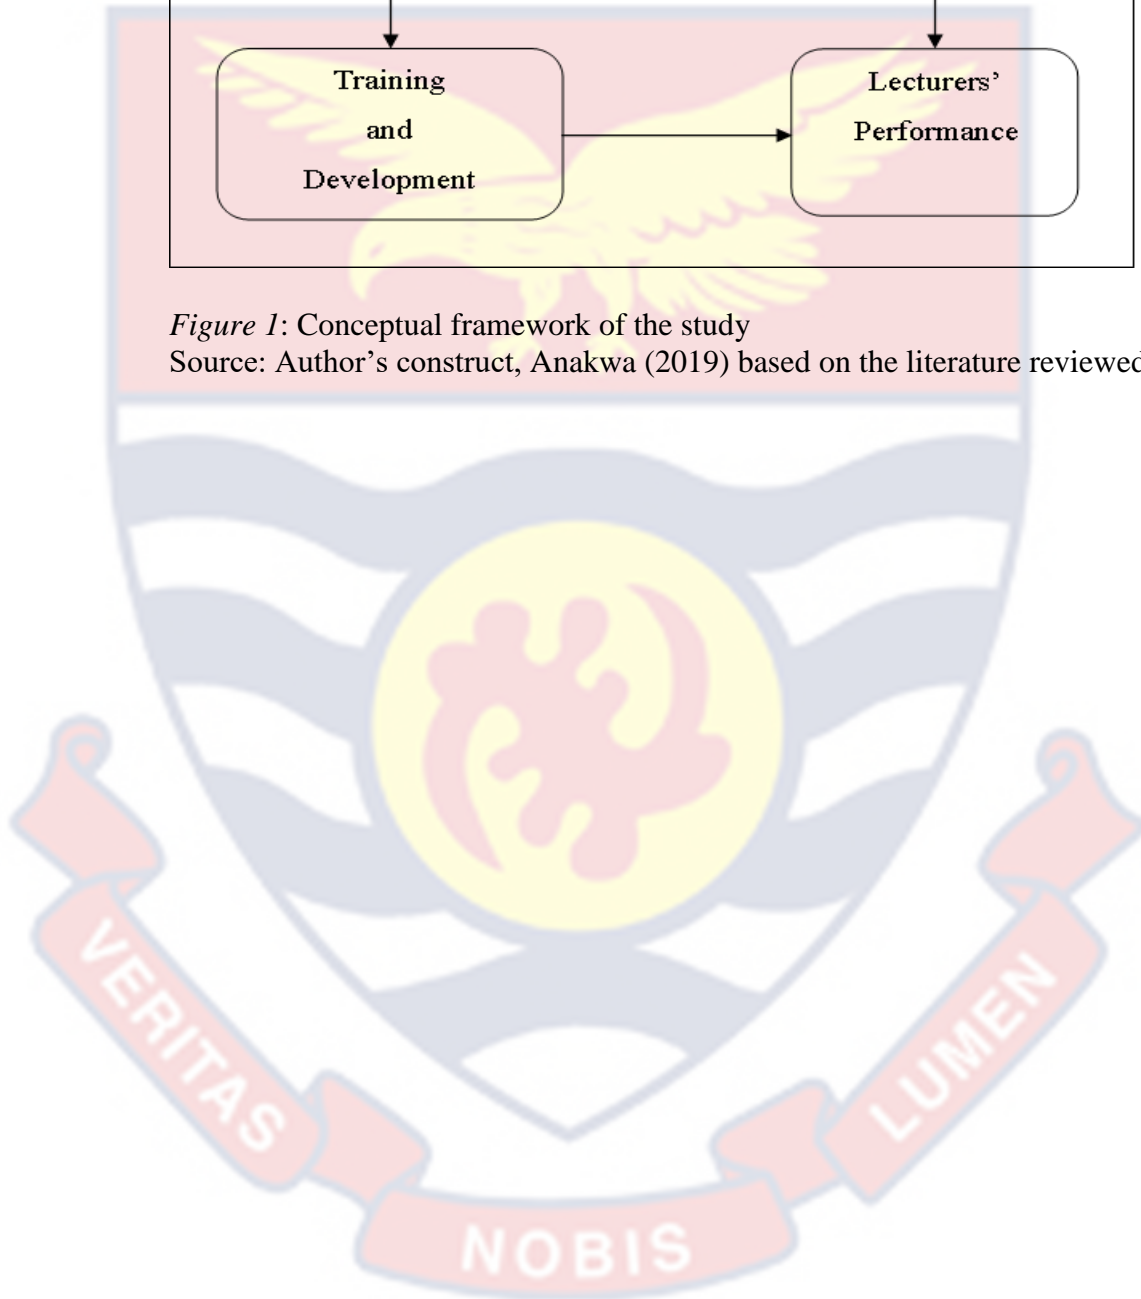 Training
and
Development
Lecturers’
Performance
Figure 1: Conceptual framework of the study
Source: Author’s construct, Anakwa (2019) based on the literature reviewed
VERITAS
NOBIS
LUMEN